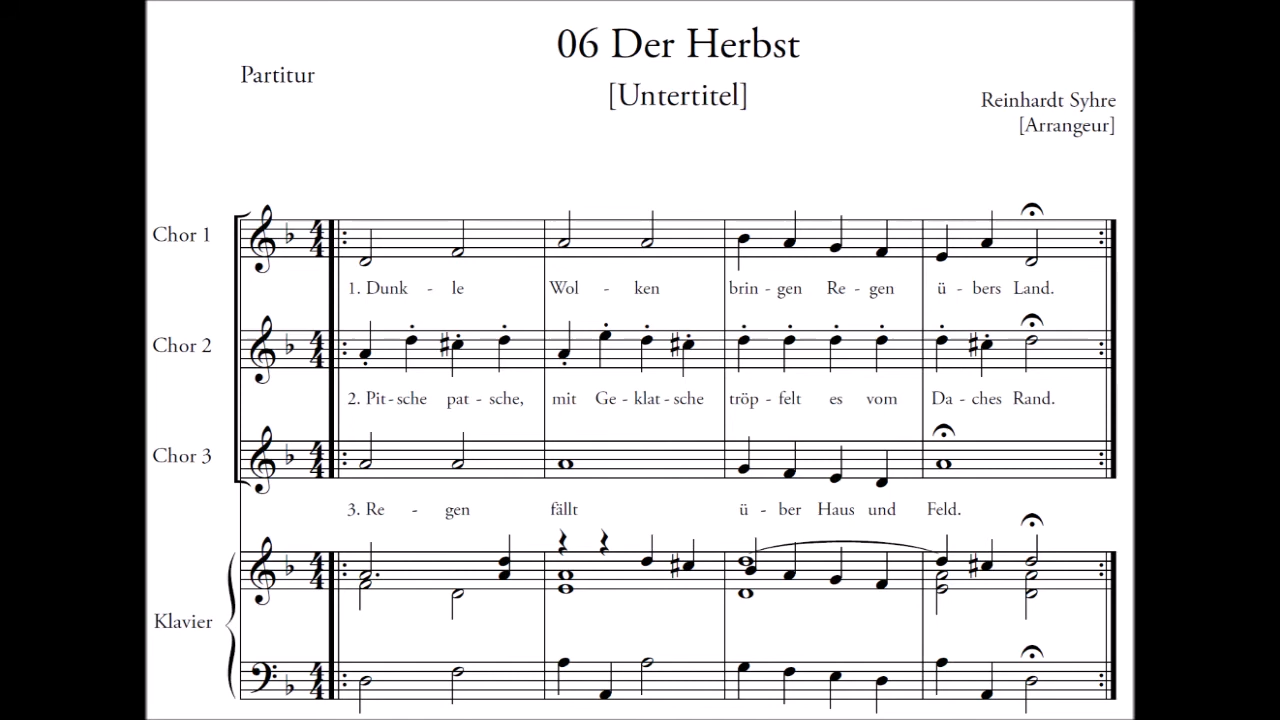 06 Der Herbst
Partitur
[Untertitel]
Reinhardt Syhre
[Arrangeur]
Chor 1
1. Dunk - le Wol - ken brin - gen Re - gen ü - bers Land.
Chor 2
2. Pit - sche pat - sche, mit Ge - klat - sche tröp - felt es vom Da - ches Rand.
Chor 3
3. Re - gen fällt ü - ber Haus und Feld.
Klavier